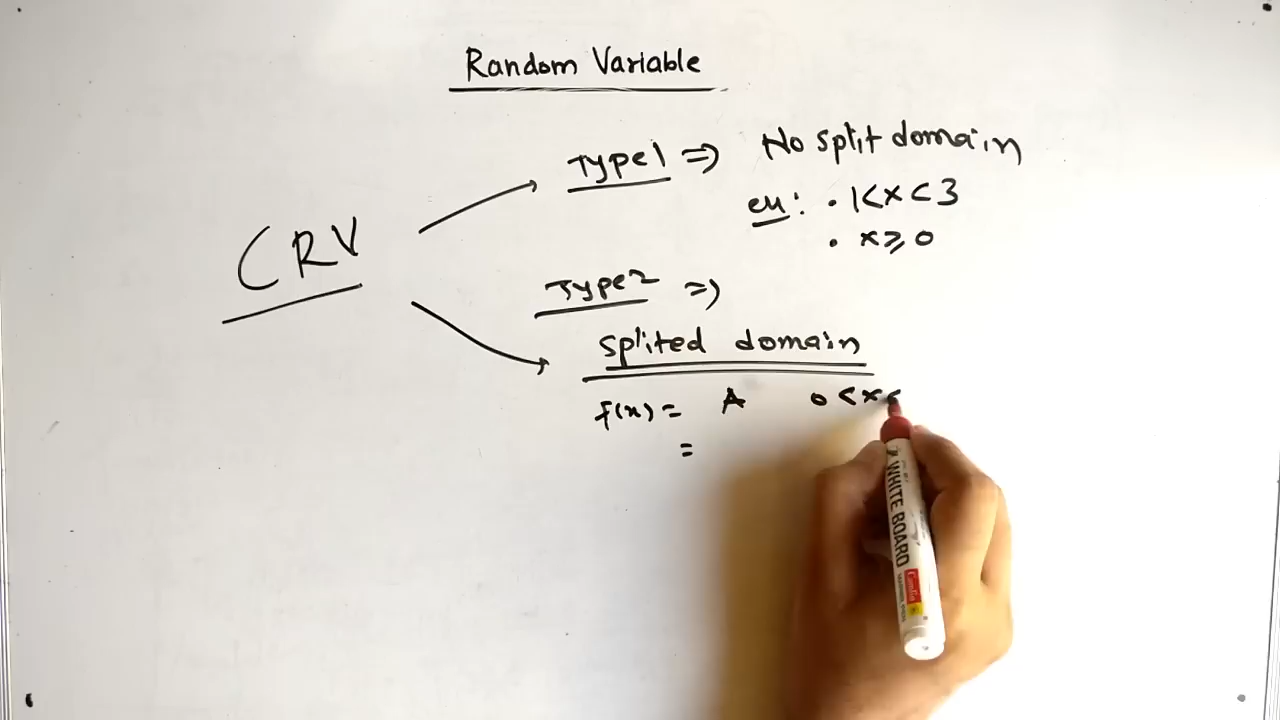 Random Variable
Type1 => No split domain
ex: . 1<x<3
. x⩾0
CRV
Type2 =>
Splited domain
f(x) = A 0<x<
=
WHITE BOARD